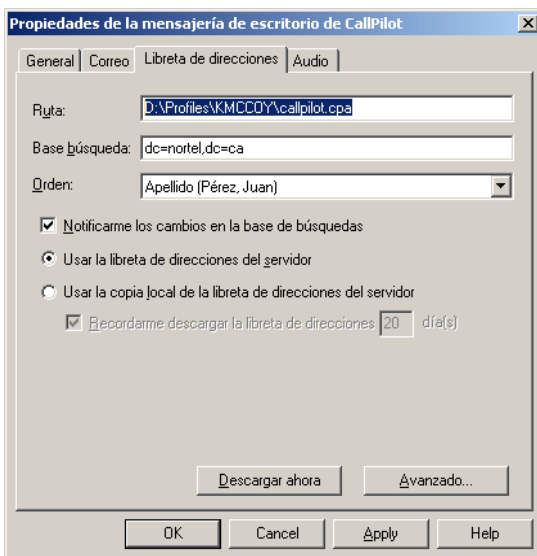 Propiedades de la mensajería de escritorio de CallPilot
General Correo Libreta de direcciones Audio
Ruta: D:\Profiles\KMCCOY\callpilot.cpa
Base búsqueda: dc=nortel,dc=ca
Orden: Apellido (Pérez, Juan)
Notificarme los cambios en la base de búsquedas
Usar la libreta de direcciones del servidor
Usar la copia local de la libreta de direcciones del servidor
Recordarme descargar la libreta de direcciones 20 día(s)
Descargar ahora Avanzado...
OK Cancel Apply Help